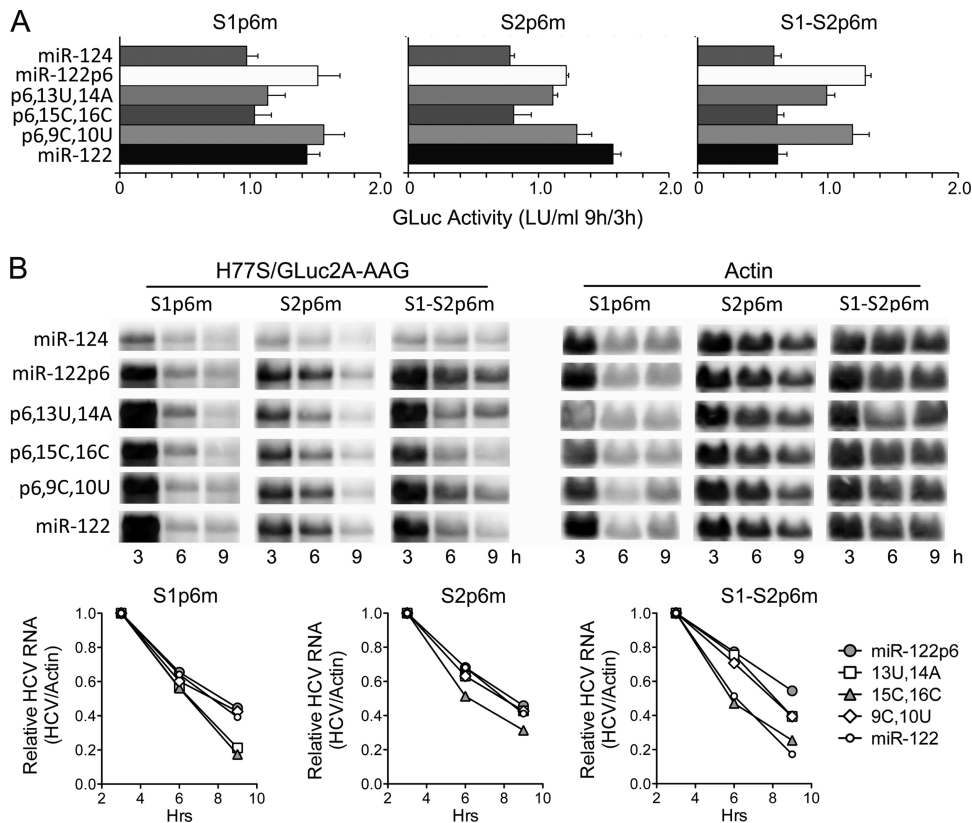 A
S1p6m S2p6m S1-S2p6m
miR-124
miR-122p6
p6,13U,14A
p6,15C,16C
p6,9C,10U
miR-122
0 1.0 2.0 0 1.0 2.0 0 1.0 2.0
GLuc Activity (LU/ml 9h/3h)
B
H77S/GLuc2A-AAG Actin
S1p6m S2p6m S1-S2p6m S1p6m S2p6m S1-S2p6m
miR-124
miR-122p6
p6,13U,14A
p6,15C,16C
p6,9C,10U
miR-122
3 6 9 3 6 9 3 6 9 h 3 6 9 3 6 9 3 6 9 h
S1p6m
Relative HCV RNA
(HCV/Actin)
1.0
0.8
0.6
0.4
0.2
0.0
2 4 6 8 10
Hrs
S2p6m
Relative HCV RNA
(HCV/Actin)
1.0
0.8
0.6
0.4
0.2
0.0
2 4 6 8 10
Hrs
S1-S2p6m
Relative HCV RNA
(HCV/Actin)
1.0
0.8
0.6
0.4
0.2
0.0
2 4 6 8 10
Hrs
miR-122p6
13U,14A
15C,16C
9C,10U
miR-122